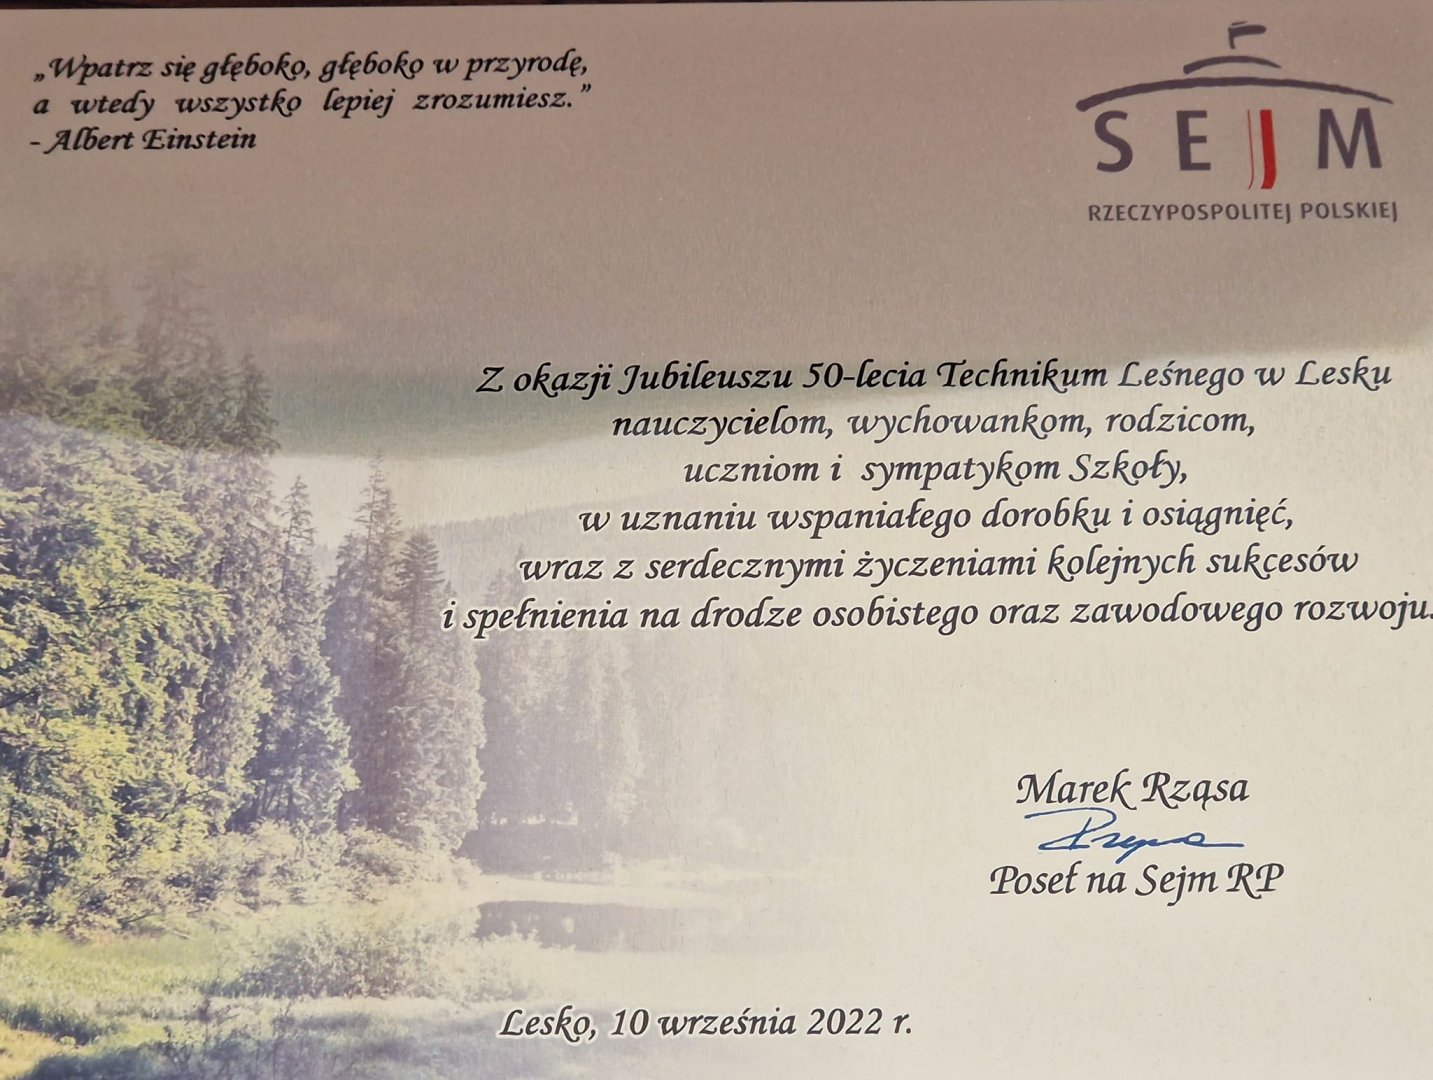 „Wpatrz się głęboko, głęboko w przyrodę,
a wtedy wszystko lepiej zrozumiesz.”
- Albert Einstein
SEJM
RZECZYPOSPOLITEJ POLSKIEJ
Z okazji Jubileuszu 50-lecia Technikum Leśnego w Lesku
nauczycielom, wychowankom, rodzicom,
uczniom i sympatykom Szkoły,
w uznaniu wspaniałego dorobku i osiągnięć,
wraz z serdecznymi życzeniami kolejnych sukcesów
i spełnienia na drodze osobistego oraz zawodowego rozwoju.
Marek Rząsa
Rząsa
Poseł na Sejm RP
Lesko, 10 września 2022 r.